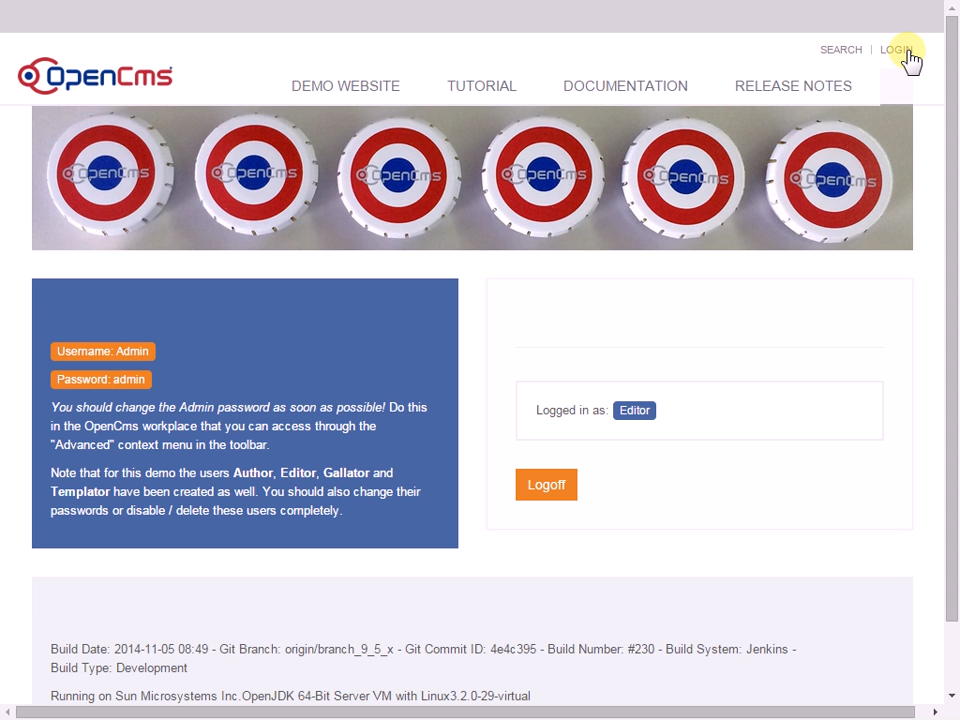 SEARCH | LOGIN
OpenCms
DEMO WEBSITE TUTORIAL DOCUMENTATION RELEASE NOTES
OpenCms OpenCms OpenCms OpenCms OpenCms OpenCms
Username: Admin
Password: admin
You should change the Admin password as soon as possible! Do this
in the OpenCms workplace that you can access through the
"Advanced" context menu in the toolbar.
Note that for this demo the users Author, Editor, Gallator and
Templator have been created as well. You should also change their
passwords or disable / delete these users completely.
Logged in as: Editor
Logoff
Build Date: 2014-11-05 08:49 - Git Branch: origin/branch_9_5_x - Git Commit ID: 4e4c395 - Build Number: #230 - Build System: Jenkins -
Build Type: Development
Running on Sun Microsystems Inc.OpenJDK 64-Bit Server VM with Linux3.2.0-29-virtual